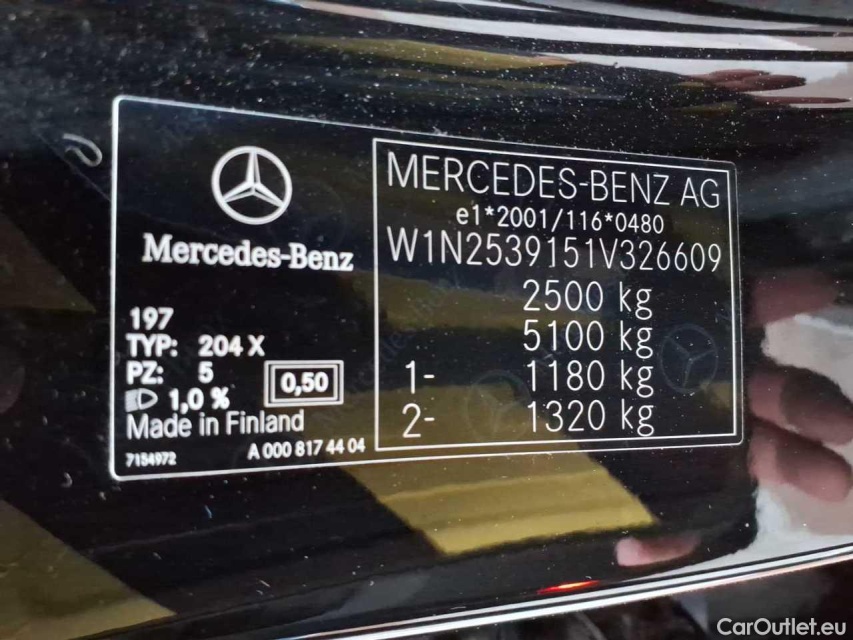 Mercedes-Benz
197
TYP: 204 X
PZ: 5
0,50
1,0 %
Made in Finland
7154972
A 000 817 44 04
MERCEDES-BENZ AG
e1*2001/116*0480
W1N2539151V326609
2500 kg
5100 kg
1- 1180 kg
2- 1320 kg
CarOutlet.eu